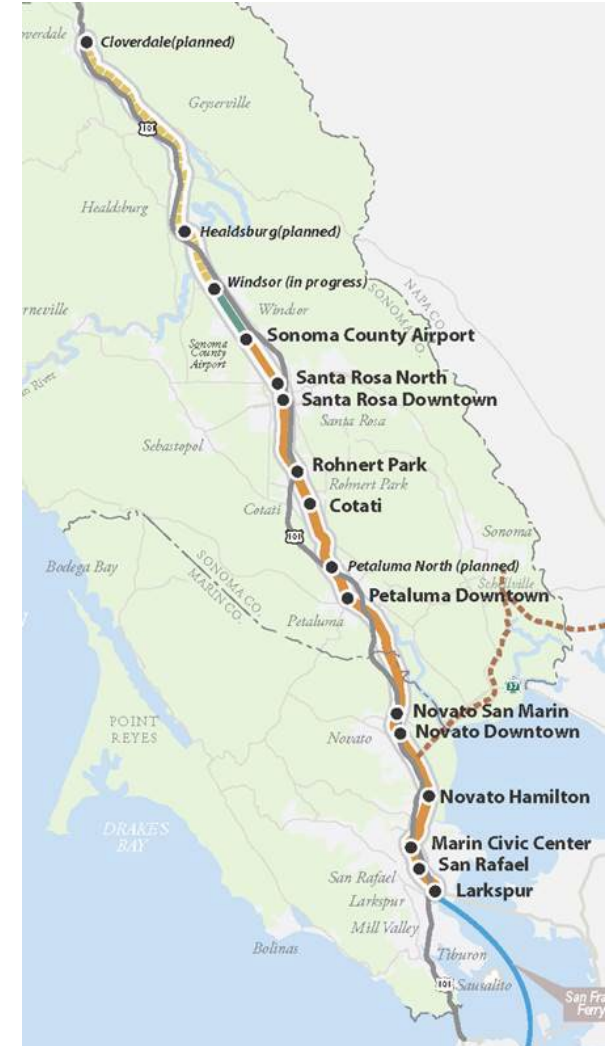 Cloverdale(planned)
Geyserville
101
Healdsburg
Healdsburg(planned)
Windsor (in progress)
NAPA CO.
SONOMA CO.
Windsor
Sonoma County Airport
Sonoma
County
Airport
Santa Rosa North
Santa Rosa Downtown
Santa Rosa
Sebastopol
Rohnert Park
Rohnert Park
Cotati
Cotati
101
Sonoma
SONOMA CO.
MARIN CO.
Bodega Bay
Petaluma North (planned)
Schellville
Petaluma Downtown
Petaluma
37
POINT
REYES
Novato San Marin
Novato Downtown
Novato
Novato Hamilton
DRAKES
BAY
Marin Civic Center
San Rafael
San Rafael
Larkspur
Larkspur
Mill Valley
Bolinas
Tiburon
101
Sausalito
San Fra
Ferry